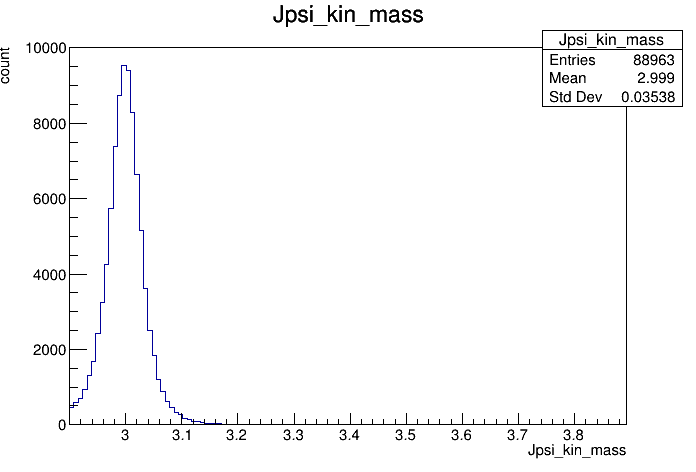 Jpsi_kin_mass
count
Jpsi_kin_mass
Entries 88963
Mean 2.999
Std Dev 0.03538
10000
8000
6000
4000
2000
0
3 3.1 3.2 3.3 3.4 3.5 3.6 3.7 3.8
Jpsi_kin_mass